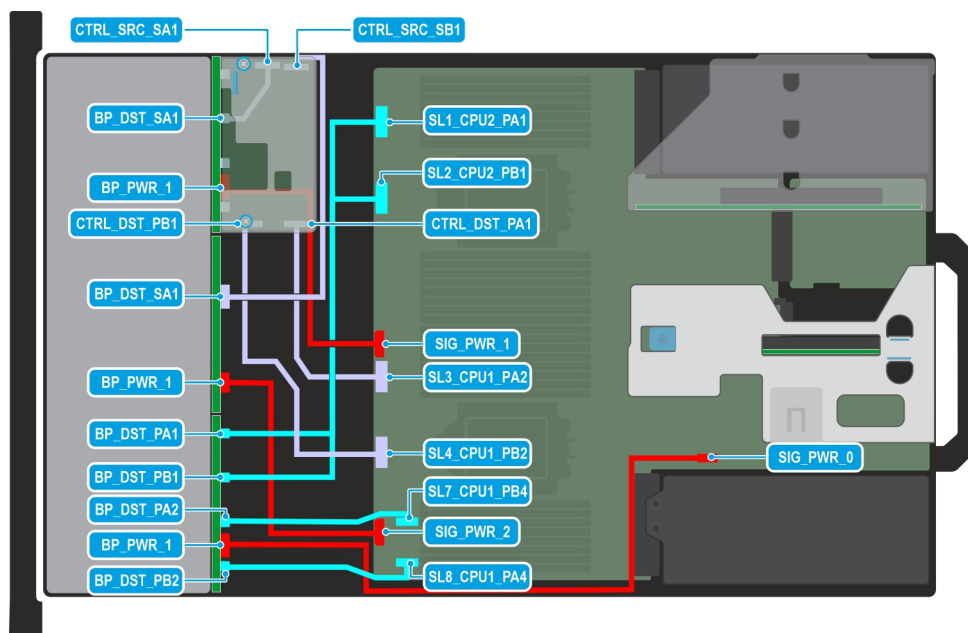 CTRL_SRC_SA1
CTRL_SRC_SB1
BP_DST_SA1
SL1_CPU2_PA1
SL2_CPU2_PB1
BP_PWR_1
CTRL_DST_PB1
CTRL_DST_PA1
BP_DST_SA1
SIG_PWR_1
BP_PWR_1
SL3_CPU1_PA2
BP_DST_PA1
SL4_CPU1_PB2
SIG_PWR_0
BP_DST_PB1
SL7_CPU1_PB4
BP_DST_PA2
SIG_PWR_2
BP_PWR_1
BP_DST_PB2
SL8_CPU1_PA4